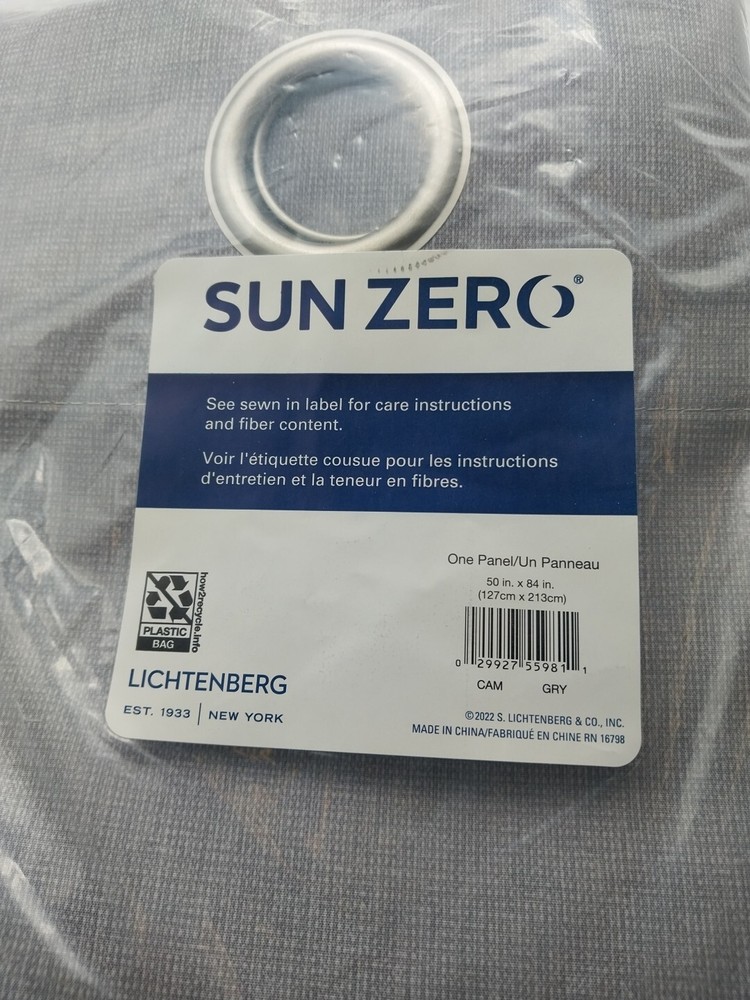 SUN ZERO®
See sewn in label for care instructions
and fiber content.
Voir l'étiquette cousue pour les instructions
d'entretien et la teneur en fibres.
One Panel/Un Panneau
50 in. x 84 in.
(127cm x 213cm)
0 29927 55981 1
CAM GRY
how2recycle.info
PLASTIC
BAG
LICHTENBERG
EST. 1933 | NEW YORK
©2022 S. LICHTENBERG & CO., INC.
MADE IN CHINA/FABRIQUÉ EN CHINE RN 16798